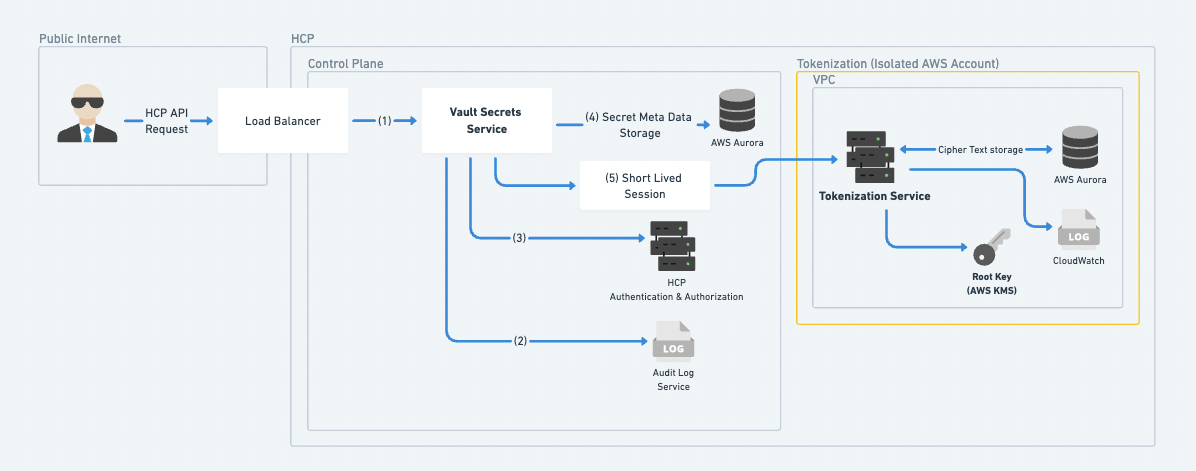 Public Internet
HCP
Control Plane
Tokenization (Isolated AWS Account)
VPC
HCP API
Request
Load Balancer
(1)
Vault Secrets
Service
(4) Secret Meta Data
Storage
AWS Aurora
(5) Short Lived
Session
(3)
HCP
Authentication & Authorization
(2)
LOG
Audit Log
Service
Tokenization Service
Cipher Text storage
AWS Aurora
LOG
CloudWatch
Root Key
(AWS KMS)